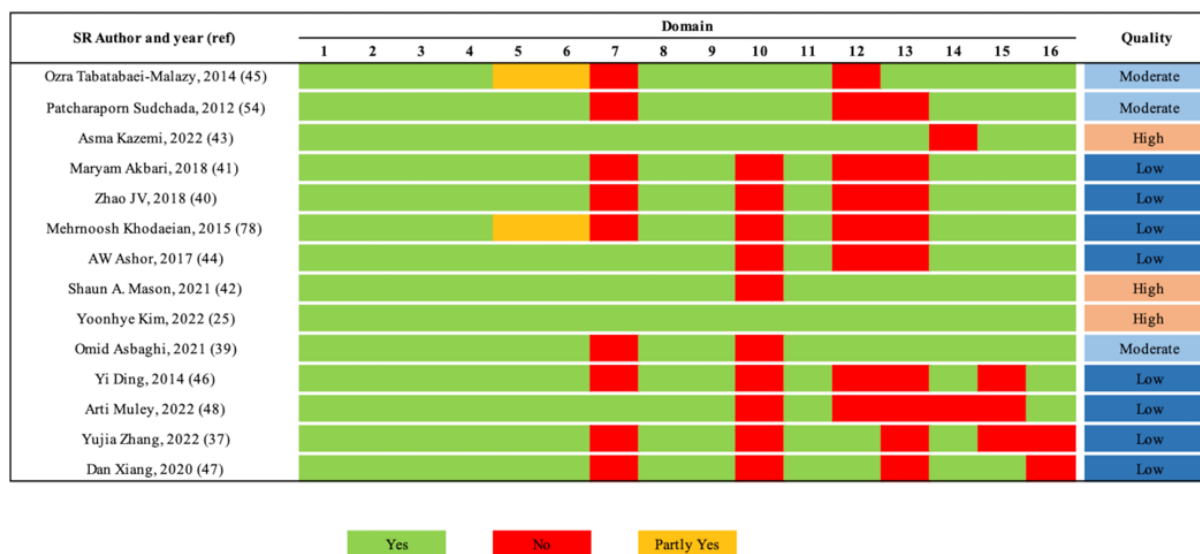 SR Author and year (ref) Domain Quality
1 2 3 4 5 6 7 8 9 10 11 12 13 14 15 16
Ozra Tabatabaei-Malazy, 2014 (45) Moderate
Patcharaporn Sudchada, 2012 (54) Moderate
Asma Kazemi, 2022 (43) High
Maryam Akbari, 2018 (41) Low
Zhao JV, 2018 (40) Low
Mehrnoosh Khodaeian, 2015 (78) Low
AW Ashor, 2017 (44) Low
Shaun A. Mason, 2021 (42) High
Yoonhye Kim, 2022 (25) High
Omid Asbaghi, 2021 (39) Moderate
Yi Ding, 2014 (46) Low
Arti Muley, 2022 (48) Low
Yujia Zhang, 2022 (37) Low
Dan Xiang, 2020 (47) Low
Yes No Partly Yes